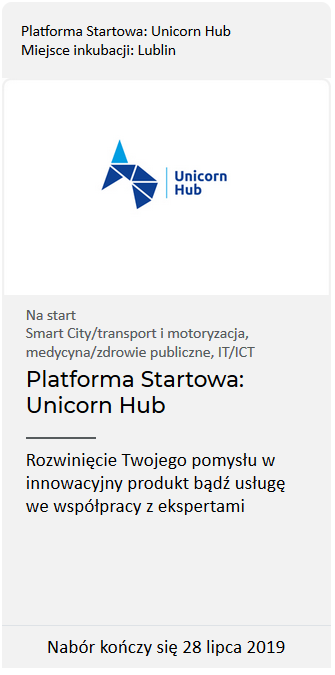 Platforma Startowa: Unicorn Hub
Miejsce inkubacji: Lublin
Unicorn
Hub
Na start
Smart City/transport i motoryzacja,
medycyna/zdrowie publiczne, IT/ICT
Platforma Startowa:
Unicorn Hub
Rozwinięcie Twojego pomysłu w
innowacyjny produkt bądź usługę
we współpracy z ekspertami
Nabór kończy się 28 lipca 2019